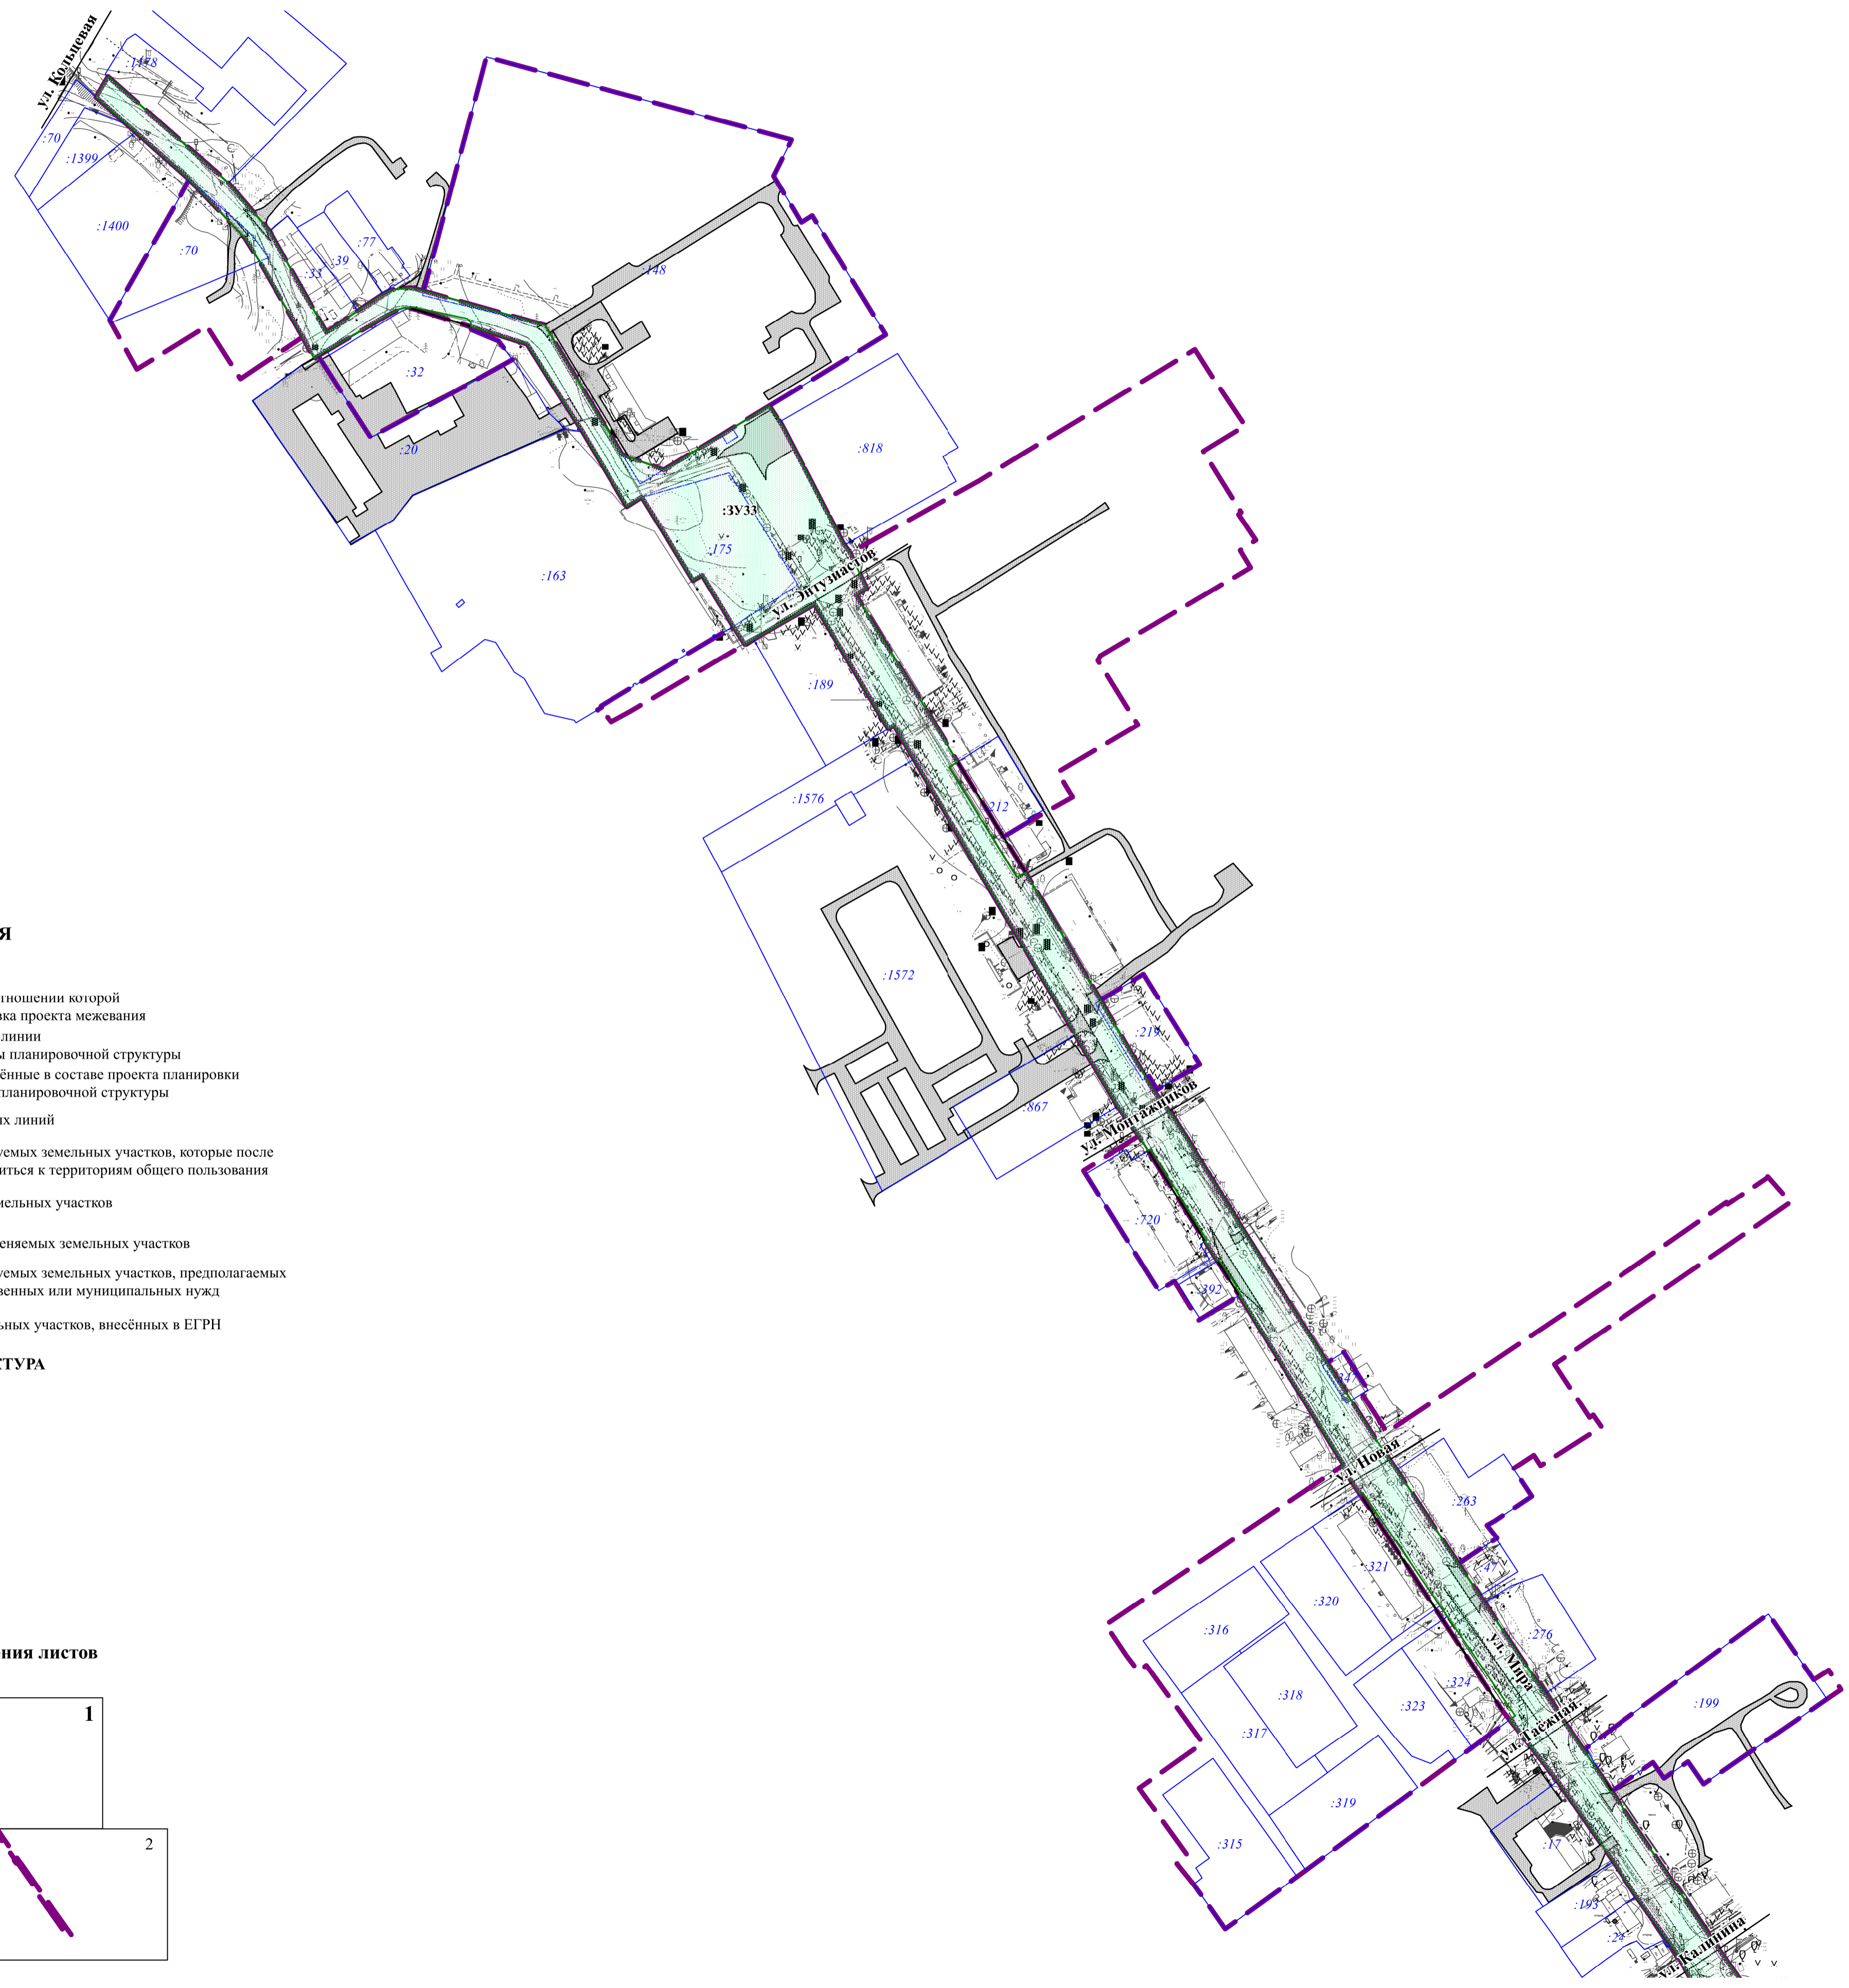 ул. Кольцевая
:1478
:70
:1399
:1400
:70
:77
:39
:33
:148
:32
:20
:818
:ЗУ33
:175
:163
ул. Энтузиастов
:189
:1576
:212
Я
:1572
тношении которой
вка проекта межевания
:219
линии
ы планировочной структуры
ённые в составе проекта планировки
планировочной структуры
ул. Монтажников
:867
ых линий
уемых земельных участков, которые после
иться к территориям общего пользования
мельных участков
:720
еняемых земельных участков
уемых земельных участков, предполагаемых
венных или муниципальных нужд
:392
ьных участков, внесённых в ЕГРН
КТУРА
:347
ул. Новая
:263
:321
:47
:320
:316
:276
ул. Мира
ния листов
:324
:318
:323
:199
1
:317
ул. Таёжная
:319
2
:315
:17
:193
:24
ул. Калинина